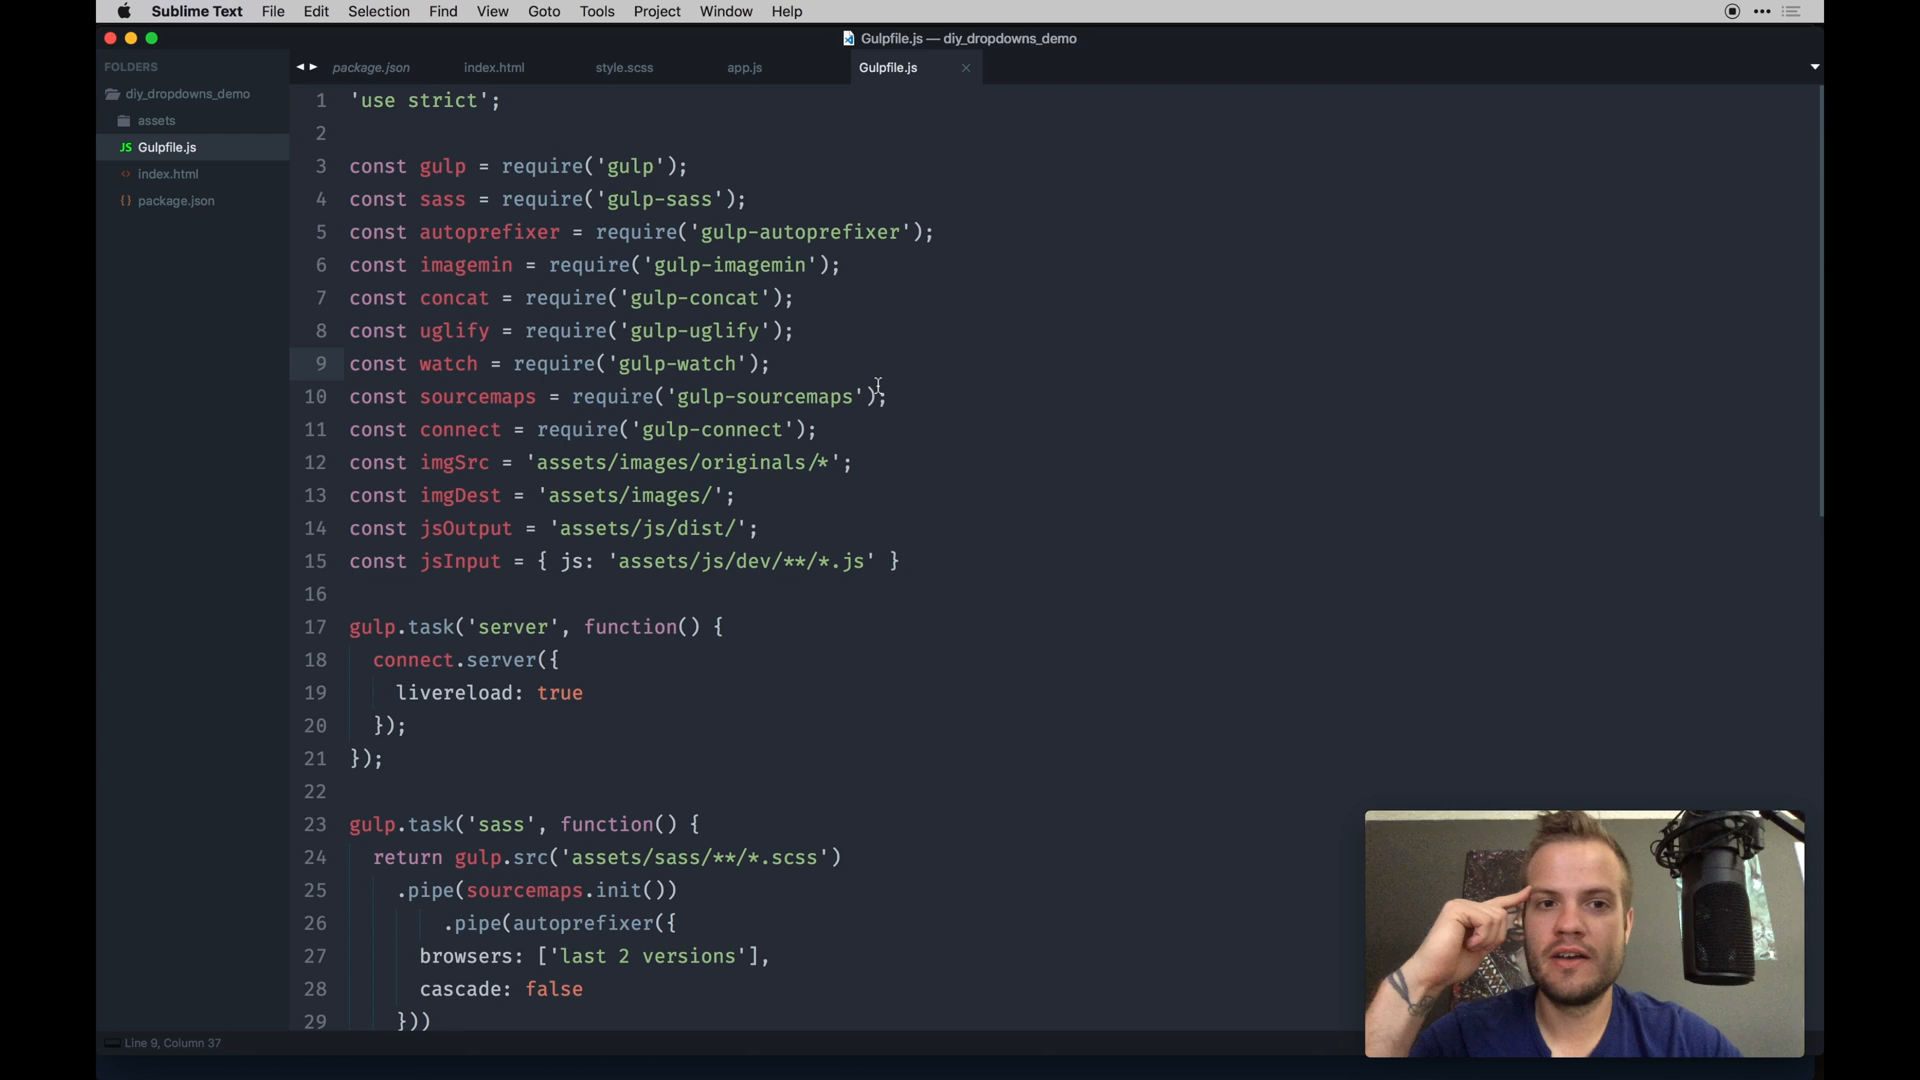 Sublime Text File Edit Selection Find View Goto Tools Project Window Help
Gulpfile.js — diy_dropdowns_demo
FOLDERS
diy_dropdowns_demo
assets
JS Gulpfile.js
<> index.html
{} package.json
package.json index.html style.scss app.js Gulpfile.js
1 'use strict';
2
3 const gulp = require('gulp');
4 const sass = require('gulp-sass');
5 const autoprefixer = require('gulp-autoprefixer');
6 const imagemin = require('gulp-imagemin');
7 const concat = require('gulp-concat');
8 const uglify = require('gulp-uglify');
9 const watch = require('gulp-watch');
10 const sourcemaps = require('gulp-sourcemaps');
11 const connect = require('gulp-connect');
12 const imgSrc = 'assets/images/originals/*';
13 const imgDest = 'assets/images/';
14 const jsOutput = 'assets/js/dist/';
15 const jsInput = { js: 'assets/js/dev/**/*.js' }
16
17 gulp.task('server', function() {
18 connect.server({
19 livereload: true
20 });
21 });
22
23 gulp.task('sass', function() {
24 return gulp.src('assets/sass/**/*.scss')
25 .pipe(sourcemaps.init())
26 .pipe(autoprefixer({
27 browsers: ['last 2 versions'],
28 cascade: false
29 }))
Line 9, Column 37